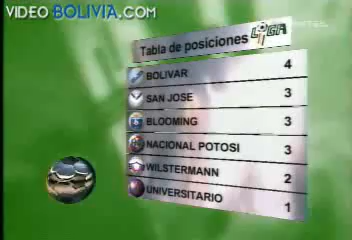 VIDEO BOLIVIA.COM
Tabla de posiciones LIGA
BOLIVAR 4
SAN JOSE 3
BLOOMING 3
NACIONAL POTOSI 3
WILSTERMANN 2
UNIVERSITARIO 1